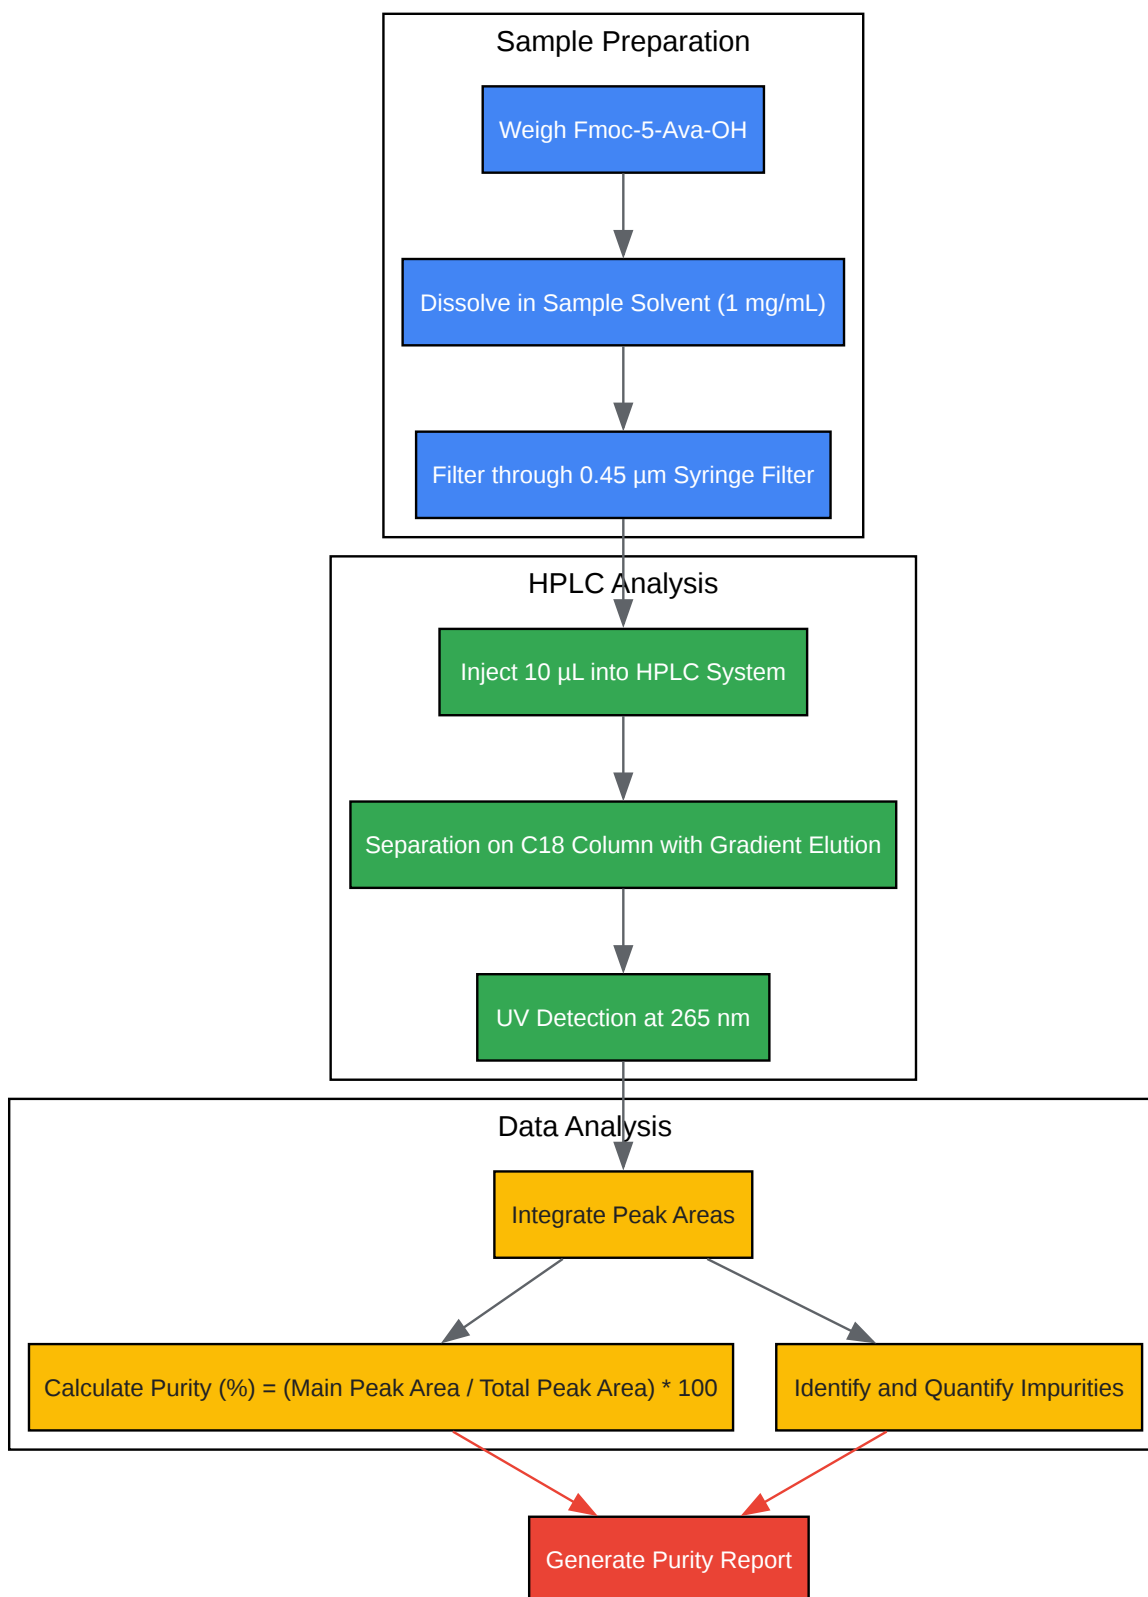 Sample Preparation
Weigh Fmoc-5-Ava-OH
Dissolve in Sample Solvent (1 mg/mL)
Filter through 0.45 µm Syringe Filter
HPLC Analysis
Inject 10 µL into HPLC System
Separation on C18 Column with Gradient Elution
UV Detection at 265 nm
Data Analysis
Integrate Peak Areas
Calculate Purity (%) = (Main Peak Area / Total Peak Area) * 100
Identify and Quantify Impurities
Generate Purity Report